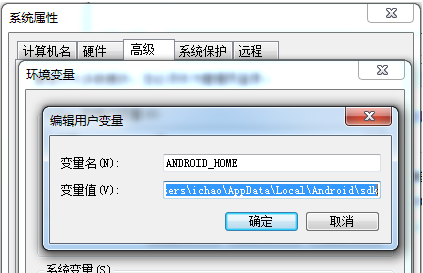 系统属性
计算机名 硬件 高级 系统保护 远程
环境变量
编辑用户变量
变量名(N): ANDROID_HOME
变量值(V): ers\ichao\AppData\Local\Android\sdk
确定 取消
系统变量(S)